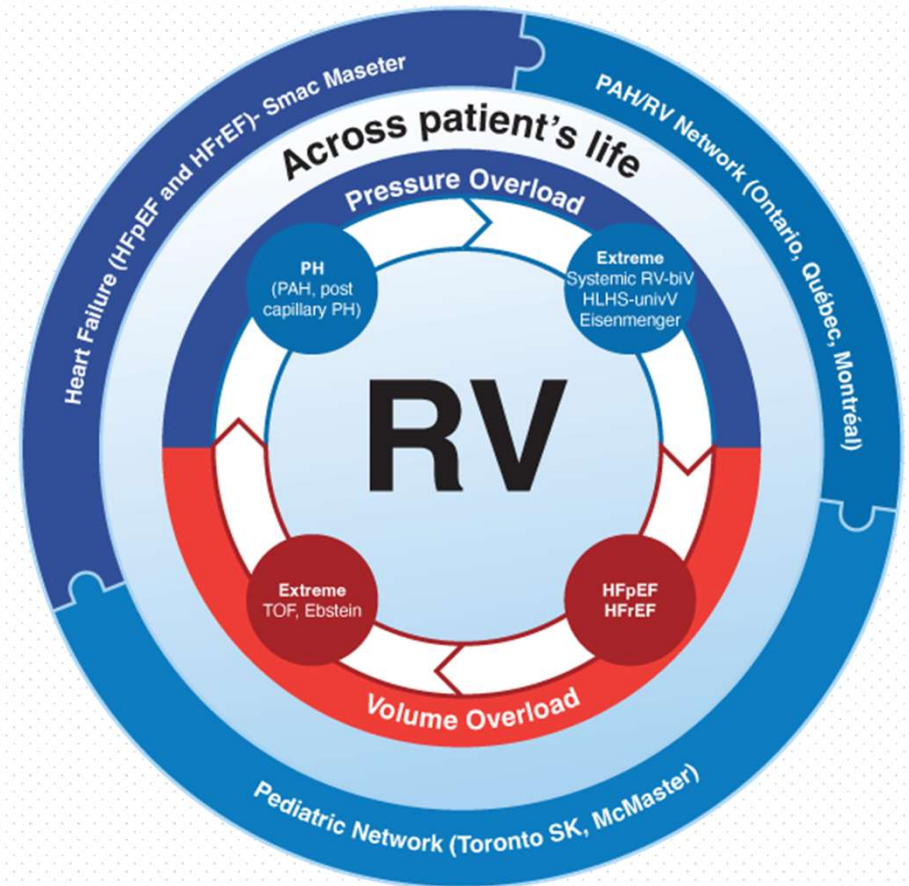 Heart Failure (HFpEF and HFrEF)- Smac Maseter
PAH/RV Network (Ontario, Québec, Montréal)
Across patient's life
Pressure Overload
PH
(PAH, post
capillary PH)
Extreme
Systemic RV-biV
HLHS-univV
Eisenmenger
RV
Extreme
TOF, Ebstein
HFpEF
HFrEF
Volume Overload
Pediatric Network (Toronto SK, McMaster)